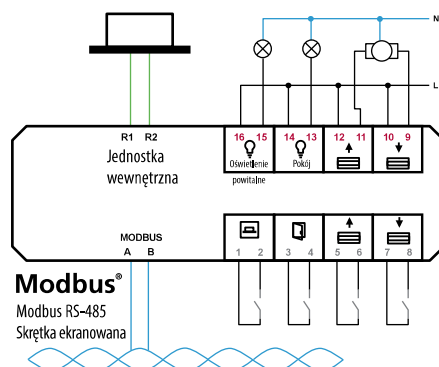 N
L
R1 R2
Jednostka
wewnętrzna
16 15 14 13 12 11 10 9
Oświetlenie
powitalne
Pokój
MODBUS
A B
1 2 3 4 5 6 7 8
Modbus®
Modbus RS-485
Skrętka ekranowana